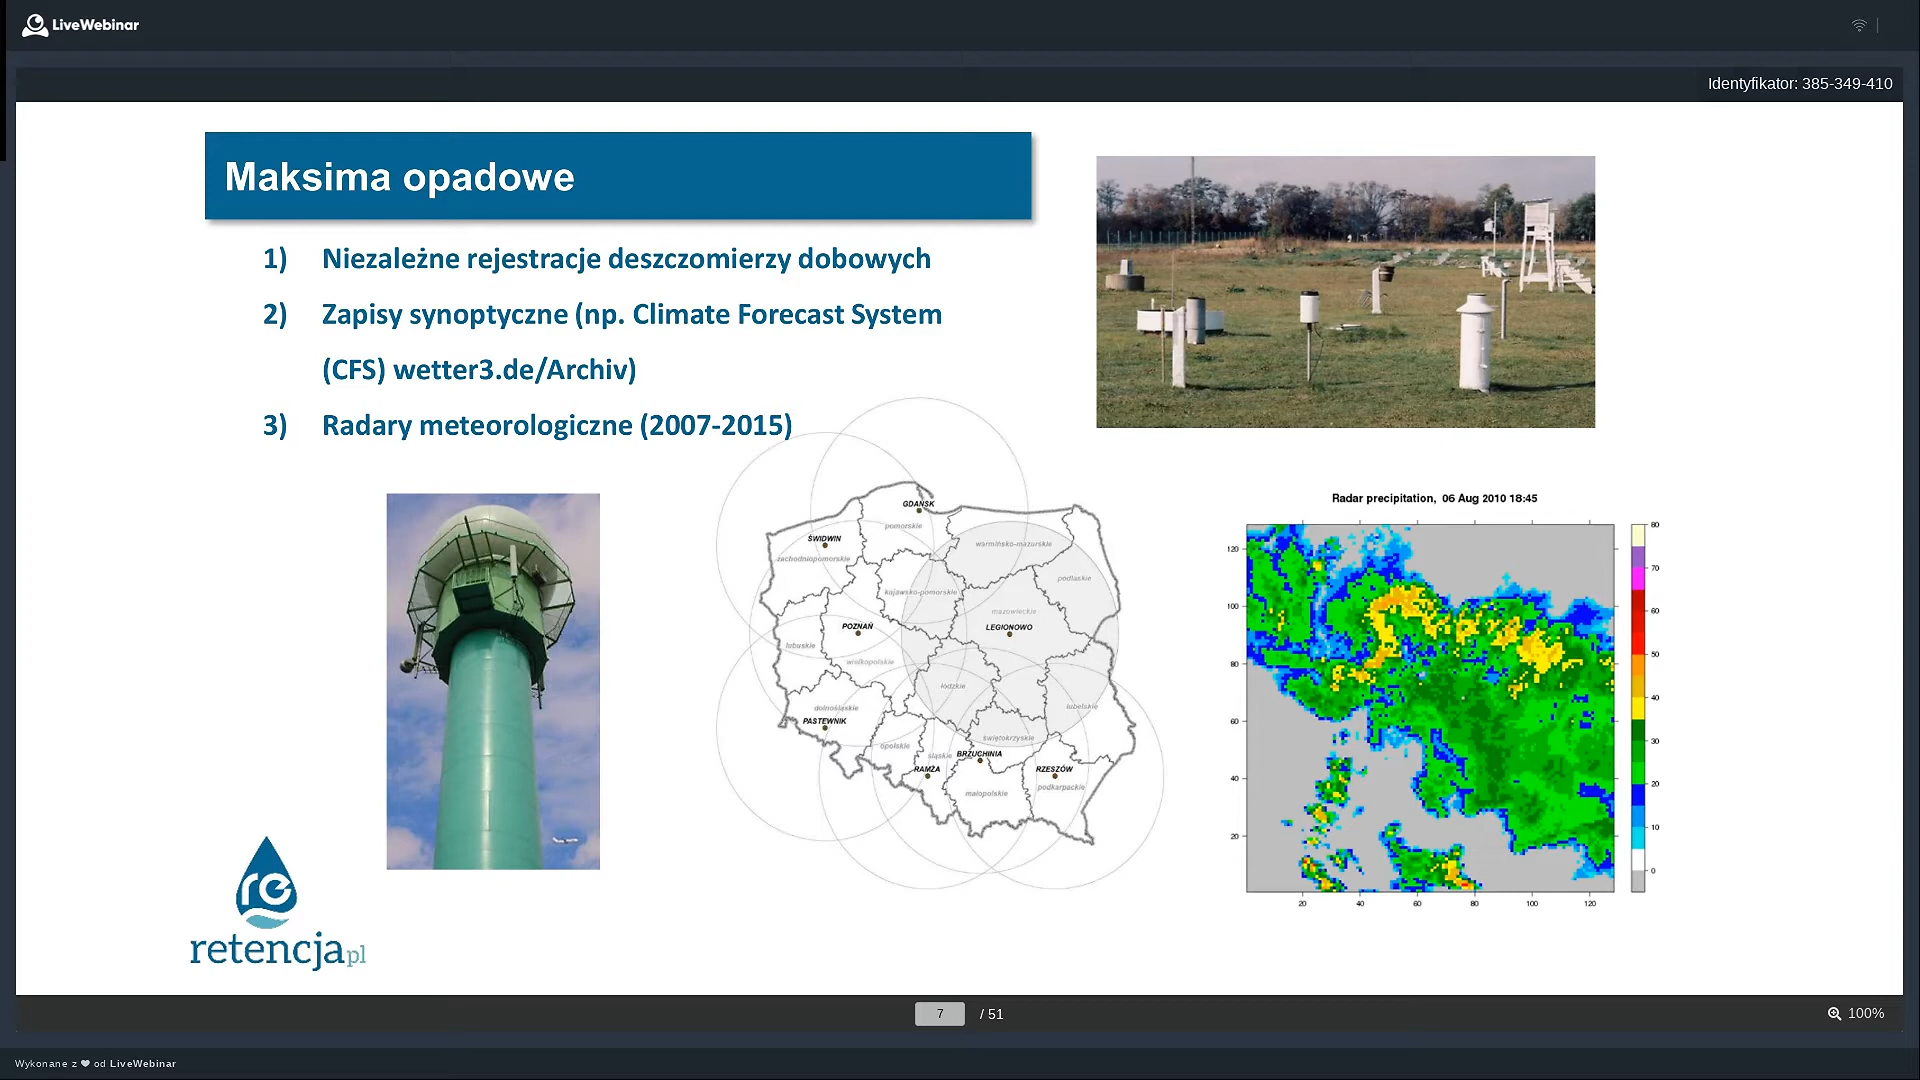 LiveWebinar
Identyfikator: 385-349-410
Maksima opadowe
1) Niezależne rejestracje deszczomierzy dobowych
2) Zapisy synoptyczne (np. Climate Forecast System
(CFS) wetter3.de/Archiv)
3) Radary meteorologiczne (2007-2015)
GDAŃSK
pomorskie
ŚWIDWIN
zachodniopomorskie
warmińsko-mazurskie
podlaskie
kujawsko-pomorskie
mazowieckie
POZNAŃ
LEGIONOWO
lubuskie
wielkopolskie
łódzkie
lubelskie
dolnośląskie
PASTEWNIK
świętokrzyskie
opolskie
śląskie
BRZUCHINIA
RAMŻA
RZESZÓW
podkarpackie
małopolskie
Radar precipitation, 06 Aug 2010 18:45
120
100
80
60
40
20
20 40 60 80 100 120
80
70
60
50
40
30
20
10
0
re
retencja.pl
7 / 51
100%
Wykonane z ❤ od LiveWebinar